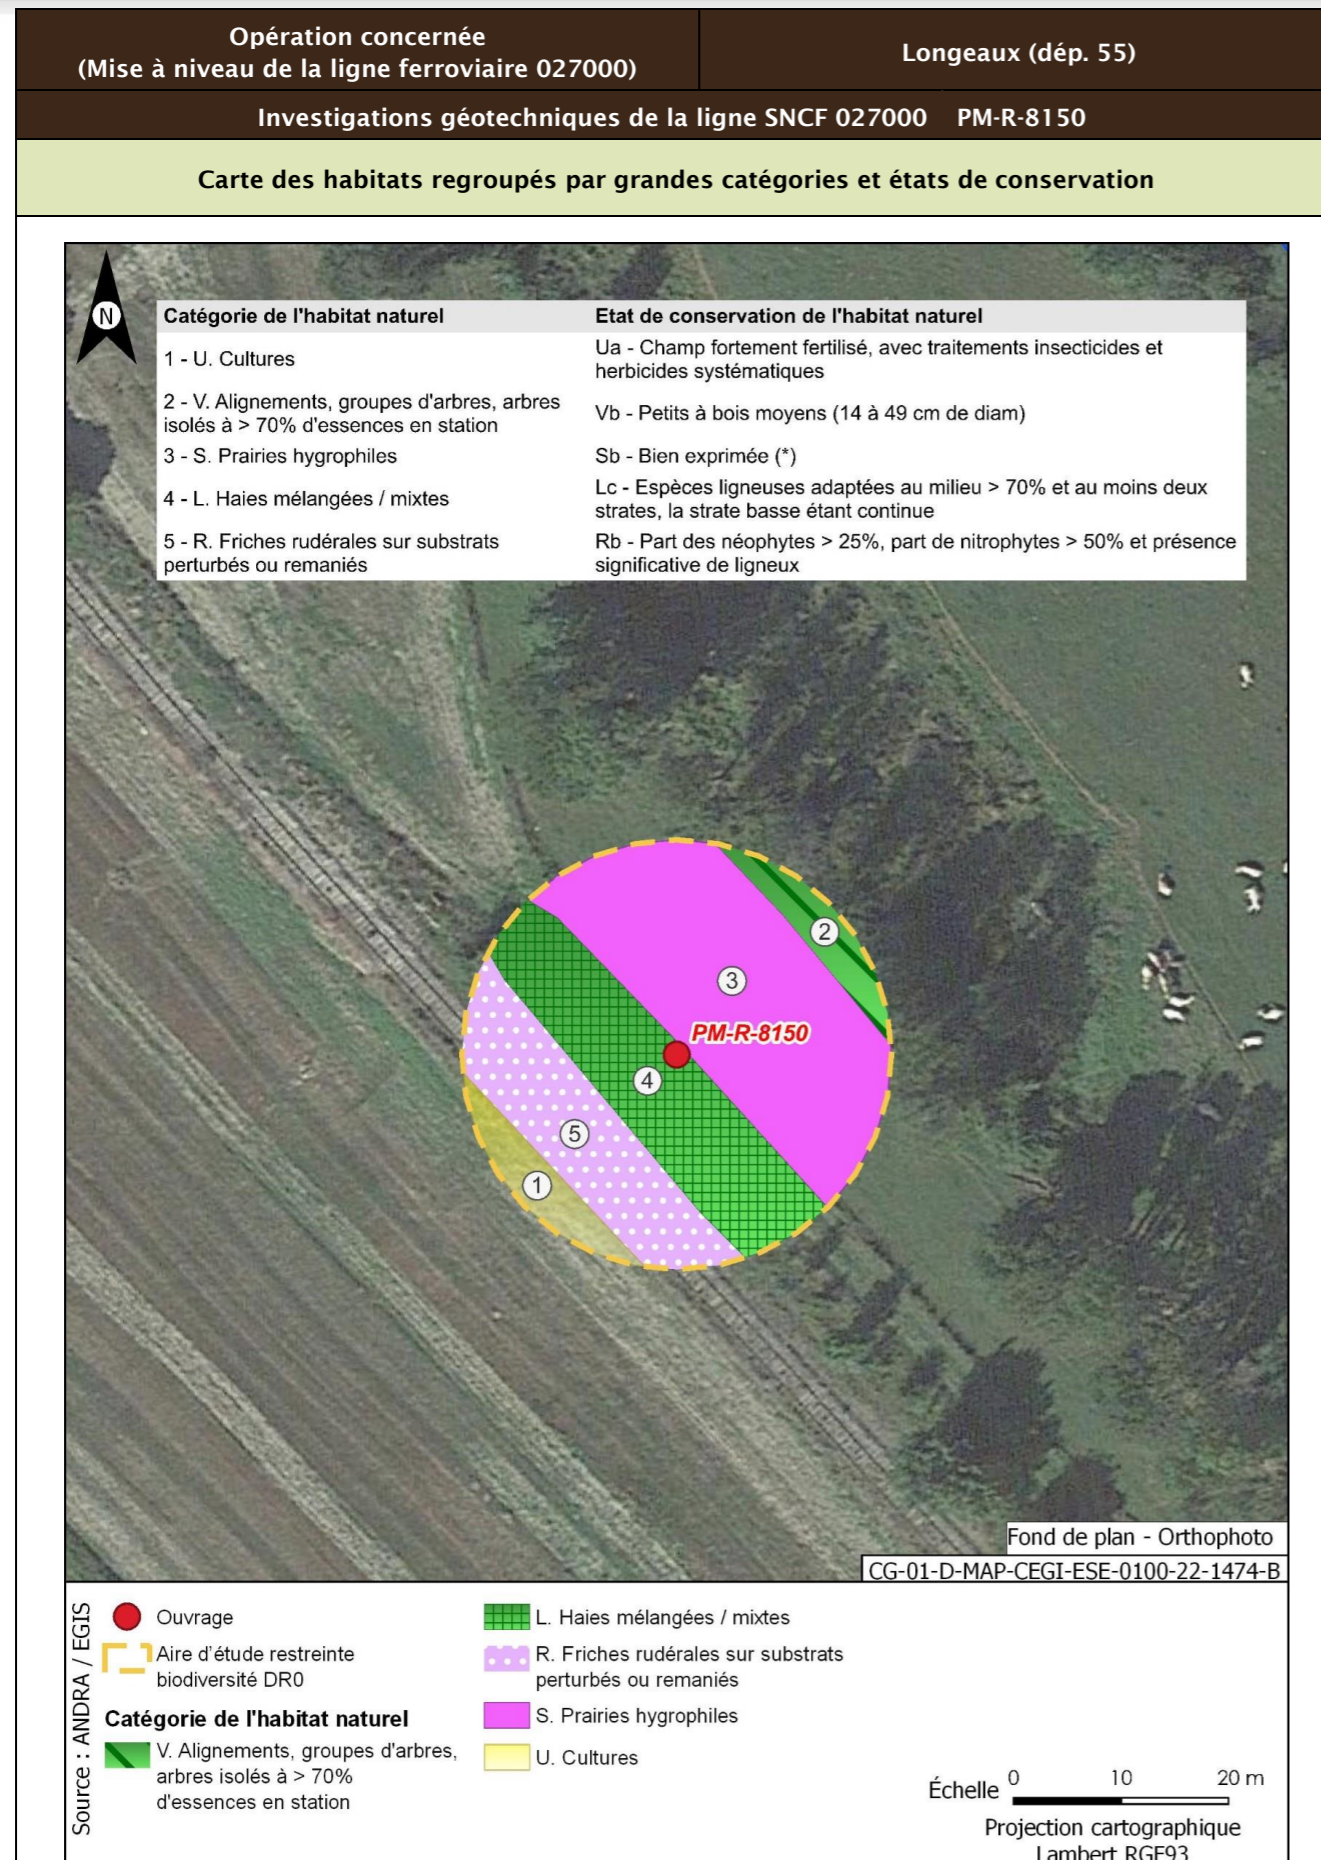 Opération concernée
(Mise à niveau de la ligne ferroviaire 027000)
Longeaux (dép. 55)
Investigations géotechniques de la ligne SNCF 027000 PM-R-8150
Carte des habitats regroupés par grandes catégories et états de conservation
N
Catégorie de l'habitat naturel
Etat de conservation de l'habitat naturel
1 - U. Cultures
Ua - Champ fortement fertilisé, avec traitements insecticides et
herbicides systématiques
2 - V. Alignements, groupes d'arbres, arbres
isolés à > 70% d'essences en station
Vb - Petits à bois moyens (14 à 49 cm de diam)
3 - S. Prairies hygrophiles
Sb - Bien exprimée (*)
4 - L. Haies mélangées / mixtes
Lc - Espèces ligneuses adaptées au milieu > 70% et au moins deux
strates, la strate basse étant continue
5 - R. Friches rudérales sur substrats
perturbés ou remaniés
Rb - Part des néophytes > 25%, part de nitrophytes > 50% et présence
significative de ligneux
2
3
PM-R-8150
4
5
1
Fond de plan - Orthophoto
CG-01-D-MAP-CEGI-ESE-0100-22-1474-B
Source : ANDRA / EGIS
Ouvrage
Aire d'étude restreinte
biodiversité DR0
Catégorie de l'habitat naturel
V. Alignements, groupes d'arbres,
arbres isolés à > 70%
d'essences en station
L. Haies mélangées / mixtes
R. Friches rudérales sur substrats
perturbés ou remaniés
S. Prairies hygrophiles
U. Cultures
Échelle 0 10 20 m
Projection cartographique
Lambert RGF93